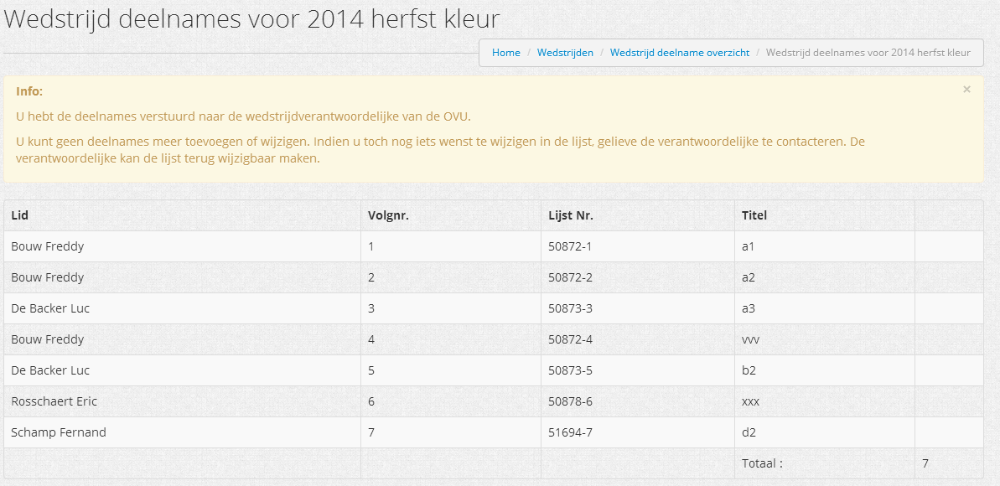 Wedstrijd deelnames voor 2014 herfst kleur
Home / Wedstrijden / Wedstrijd deelname overzicht / Wedstrijd deelnames voor 2014 herfst kleur
Info: ×
U hebt de deelnames verstuurd naar de wedstrijdverantwoordelijke van de OVU.
U kunt geen deelnames meer toevoegen of wijzigen. Indien u toch nog iets wenst te wijzigen in de lijst, gelieve de verantwoordelijke te contacteren. De
verantwoordelijke kan de lijst terug wijzigbaar maken.
Lid Volgnr. Lijst Nr. Titel
Bouw Freddy 1 50872-1 a1
Bouw Freddy 2 50872-2 a2
De Backer Luc 3 50873-3 a3
Bouw Freddy 4 50872-4 vvv
De Backer Luc 5 50873-5 b2
Rosschaert Eric 6 50878-6 xxx
Schamp Fernand 7 51694-7 d2
Totaal : 7